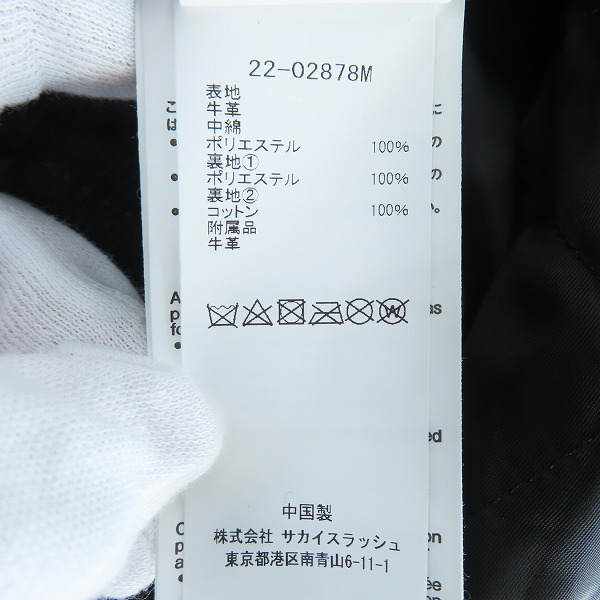 22-02878M
表地
牛革
中綿
ポリエステル 100%
裏地①
ポリエステル 100%
裏地②
コットン 100%
附属品
牛革
中国製
株式会社 サカイスラッシュ
東京都港区南青山6-11-1